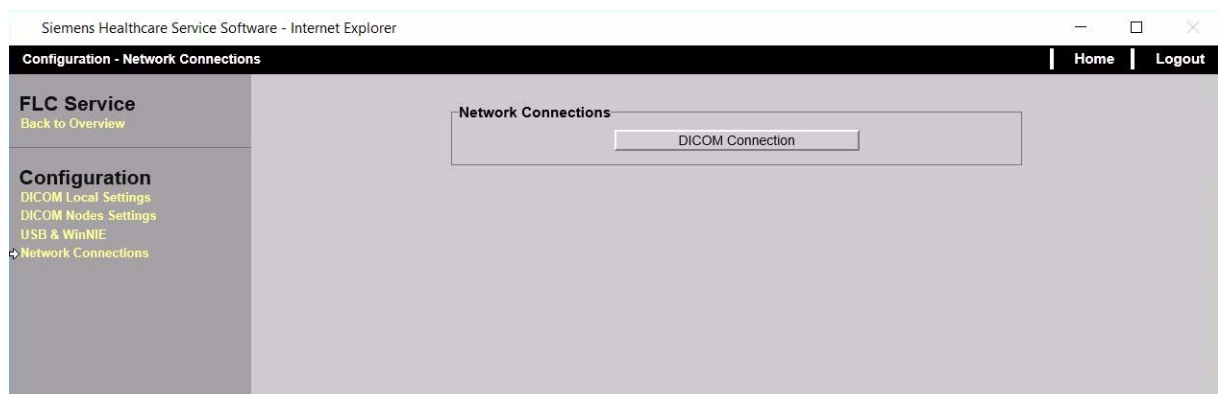 Siemens Healthcare Service Software - Internet Explorer
Configuration - Network Connections
Home
Logout
FLC Service
Back to Overview
Configuration
DICOM Local Settings
DICOM Nodes Settings
USB & WinNIE
Network Connections
Network Connections
DICOM Connection